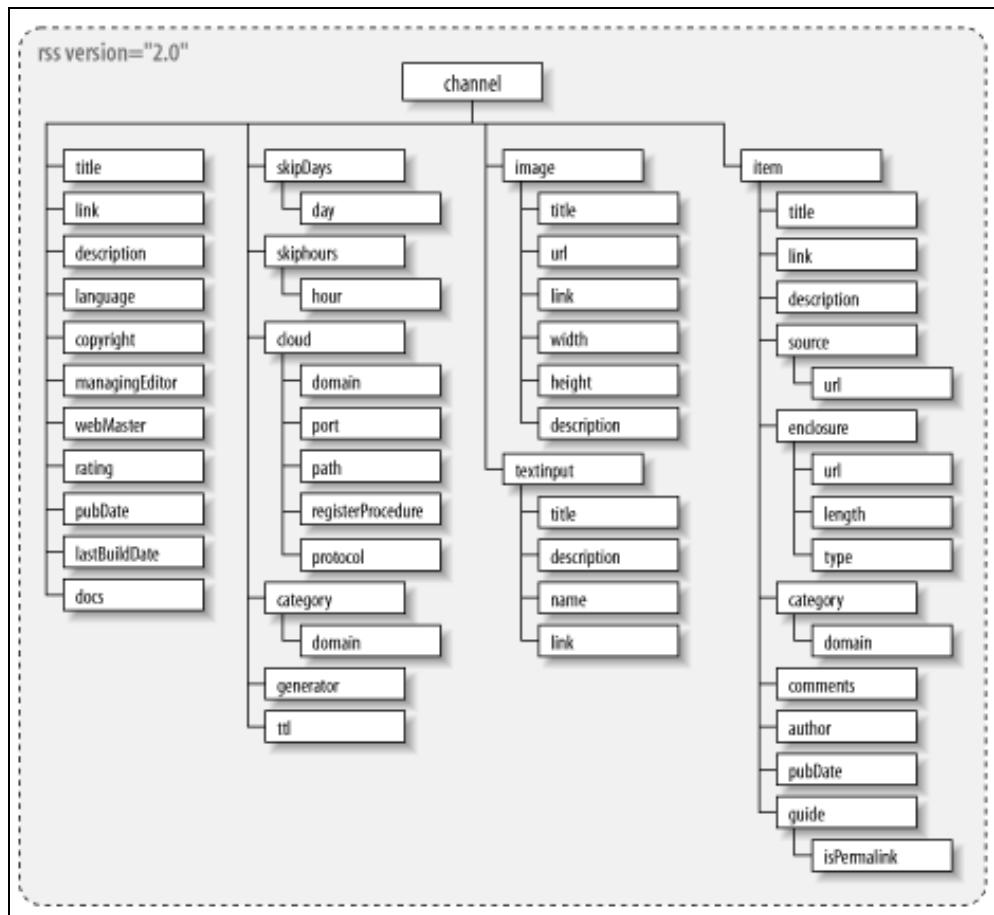 rss version="2.0"
channel
title
link
description
language
copyright
managingEditor
webMaster
rating
pubDate
lastBuildDate
docs
skipDays
day
skiphours
hour
cloud
domain
port
path
registerProcedure
protocol
category
domain
generator
ttl
image
title
url
link
width
height
description
textinput
title
description
name
link
item
title
link
description
source
url
enclosure
url
length
type
category
domain
comments
author
pubDate
guide
isPermalink